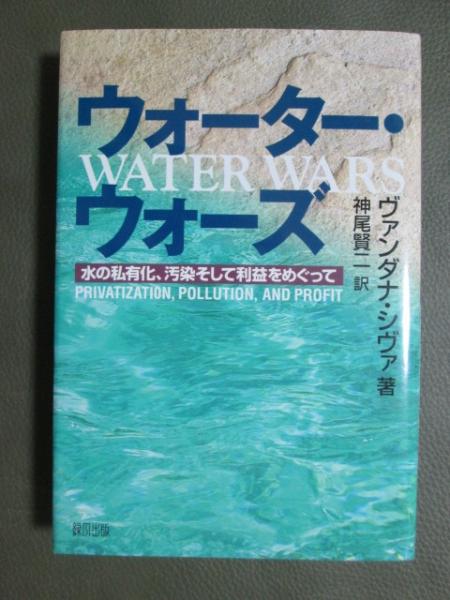 ウォーター・
WATER WARS
ウォーズ
水の私有化、汚染そして利益をめぐって
PRIVATIZATION, POLLUTION, AND PROFIT
ヴァンダナ・シヴァ 著
神尾賢二 訳
緑風出版